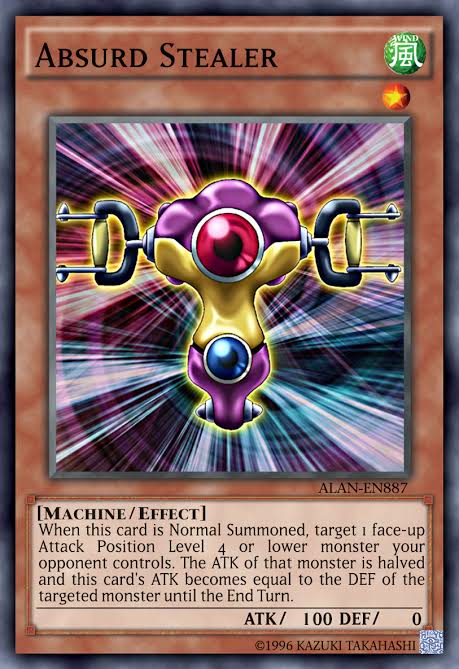 ABSURD STEALER
WIND
風
ALAN-EN887
[MACHINE/EFFECT]
When this card is Normal Summoned, target 1 face-up
Attack Position Level 4 or lower monster your
opponent controls. The ATK of that monster is halved
and this card's ATK becomes equal to the DEF of the
targeted monster until the End Turn.
ATK/ 100 DEF/ 0
©1996 KAZUKI TAKAHASHI